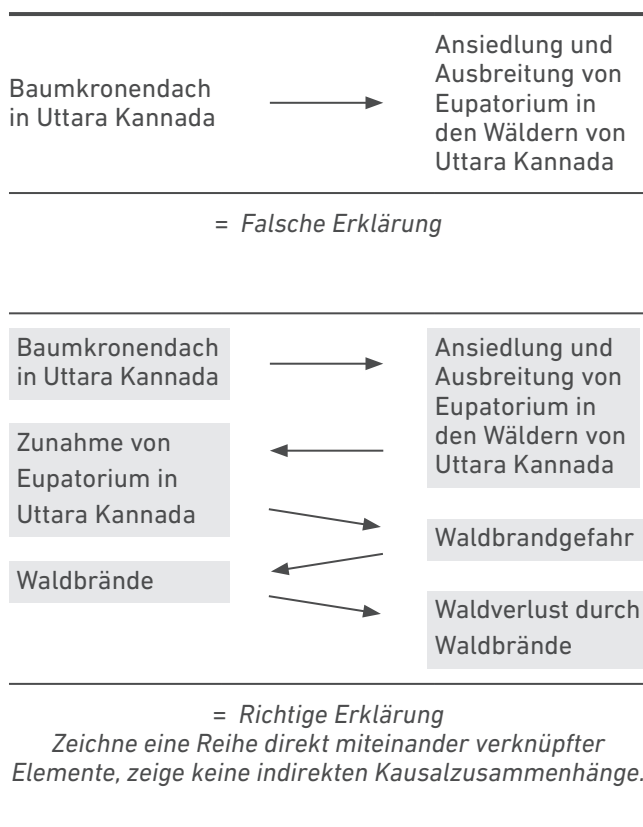 Baumkronendach
in Uttara Kannada
Ansiedlung und
Ausbreitung von
Eupatorium in
den Wäldern von
Uttara Kannada
= Falsche Erklärung
Baumkronendach
in Uttara Kannada
Ansiedlung und
Ausbreitung von
Eupatorium in
den Wäldern von
Uttara Kannada
Zunahme von
Eupatorium in
Uttara Kannada
Waldbrandgefahr
Waldbrände
Waldverlust durch
Waldbrände
= Richtige Erklärung
Zeichne eine Reihe direkt miteinander verknüpfter
Elemente, zeige keine indirekten Kausalzusammenhänge.